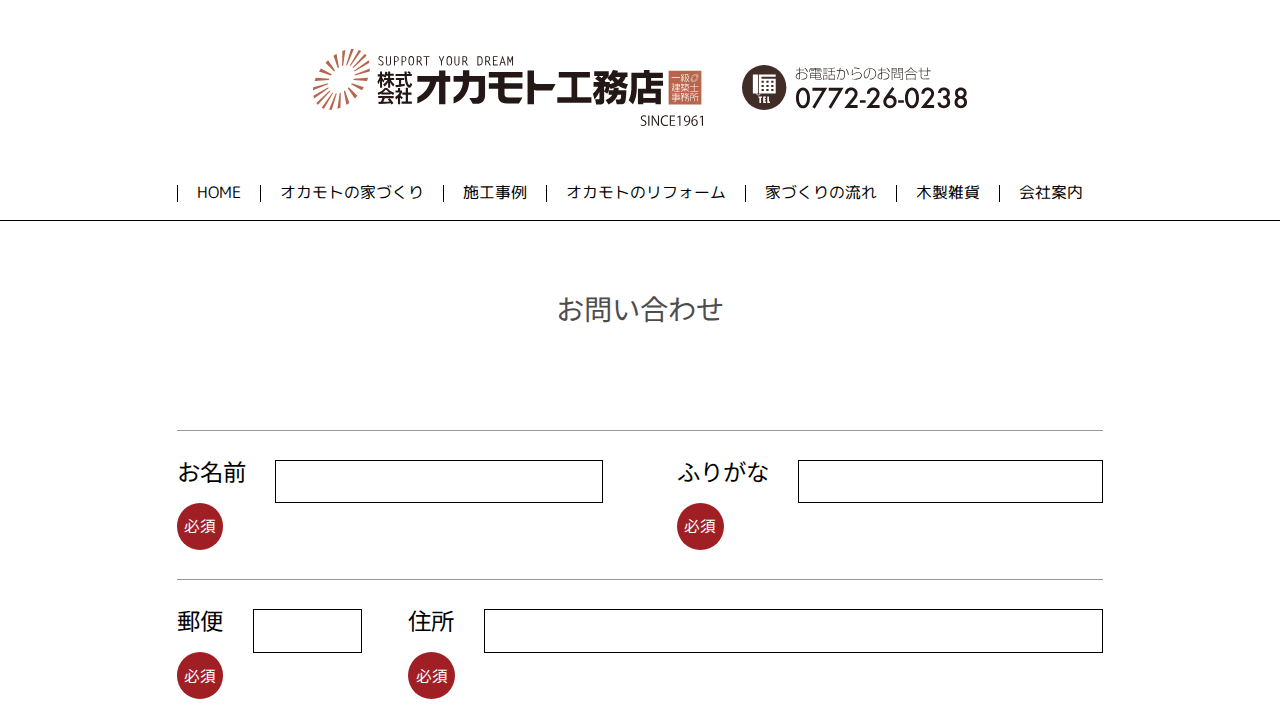 SUPPORT YOUR DREAM
株式会社オカモト工務店 一級建築士事務所
SINCE1961
お電話からのお問合せ
TEL 0772-26-0238
HOME オカモトの家づくり 施工事例 オカモトのリフォーム 家づくりの流れ 木製雑貨 会社案内
お問い合わせ
お名前 ふりがな
必須 必須
郵便 住所
必須 必須